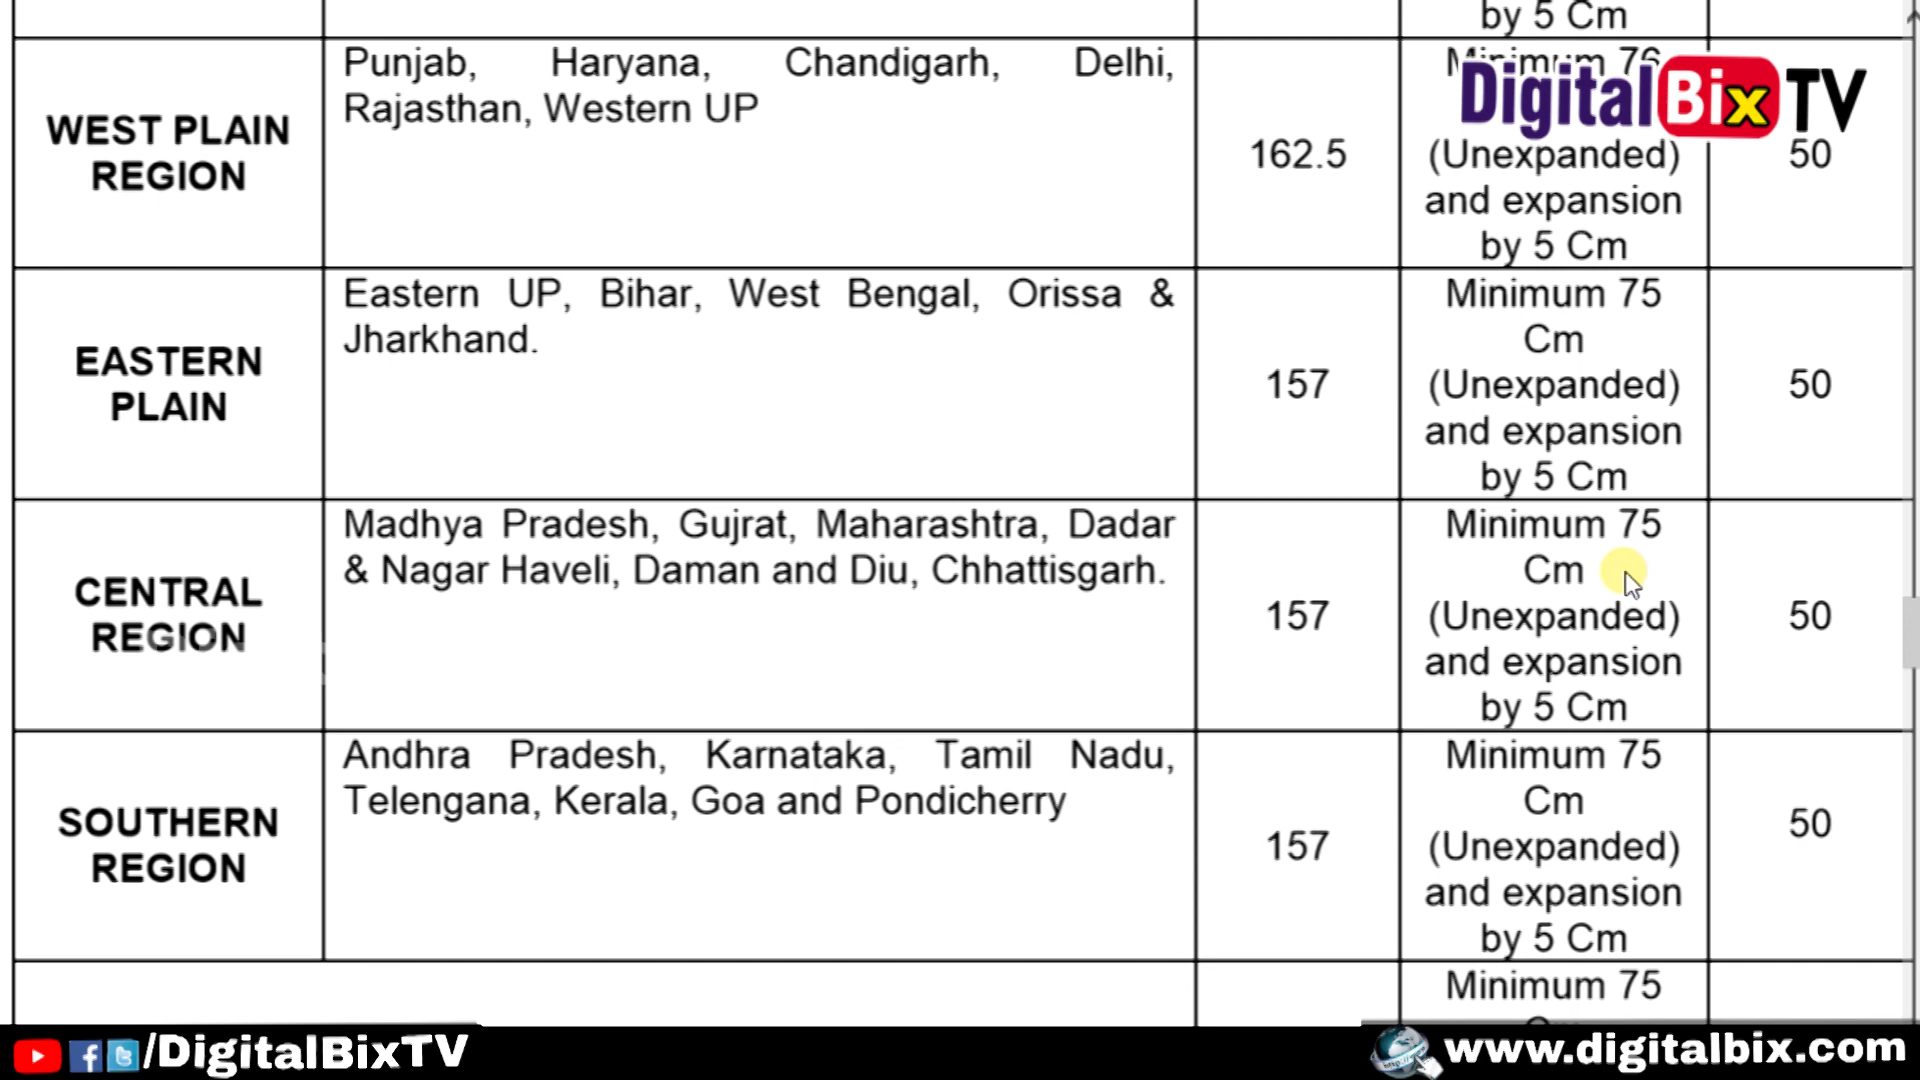 by 5 Cm
WEST PLAIN
REGION
Punjab, Haryana, Chandigarh, Delhi,
Rajasthan, Western UP
162.5
Minimum 76
(Unexpanded)
and expansion
by 5 Cm
50
DigitalBixTV
EASTERN
PLAIN
Eastern UP, Bihar, West Bengal, Orissa &
Jharkhand.
157
Minimum 75
Cm
(Unexpanded)
and expansion
by 5 Cm
50
CENTRAL
REGION
Madhya Pradesh, Gujrat, Maharashtra, Dadar
& Nagar Haveli, Daman and Diu, Chhattisgarh.
157
Minimum 75
Cm
(Unexpanded)
and expansion
by 5 Cm
50
SOUTHERN
REGION
Andhra Pradesh, Karnataka, Tamil Nadu,
Telengana, Kerala, Goa and Pondicherry
157
Minimum 75
Cm
(Unexpanded)
and expansion
by 5 Cm
50
Minimum 75
/DigitalBixTV
www.digitalbix.com